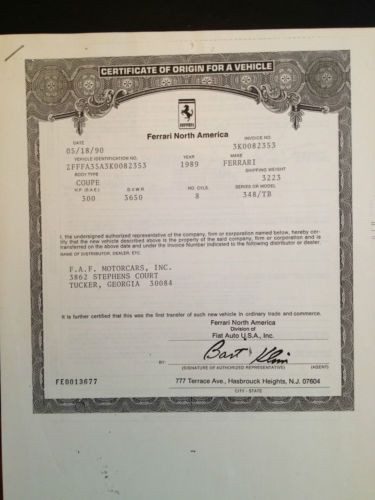 CERTIFICATE OF ORIGIN FOR A VEHICLE
Ferrari
Ferrari North America
DATE INVOICE NO.
05/18/90 3K0082353
VEHICLE IDENTIFICATION NO. YEAR MAKE
ZFFFA35A3K0082353 1989 FERRARI
BODY TYPE SHIPPING WEIGHT
COUPE 3223
H.P. (S.A.E.) G.V.W.R. NO. CYLS. SERIES OR MODEL
300 3650 8 348/TB
I, the undersigned authorized representative of the company, firm or corporation named below, hereby cer-
tify that the new vehicle described above is the property of the said company, firm or corporation and is
transferred on the above date and under the Invoice Number indicated to the following distributor or dealer.
NAME OF DISTRIBUTOR, DEALER, ETC.
F.A.F. MOTORCARS, INC.
3862 STEPHENS COURT
TUCKER, GEORGIA 30084
It is further certified that this was the first transfer of such new vehicle in ordinary trade and commerce.
Ferrari North America
Division of
Fiat Auto U.S.A., Inc.
BY:
(SIGNATURE OF AUTHORIZED REPRESENTATIVE) (AGENT)
FE0013677
777 Terrace Ave., Hasbrouck Heights, N.J. 07604
CITY - STATE